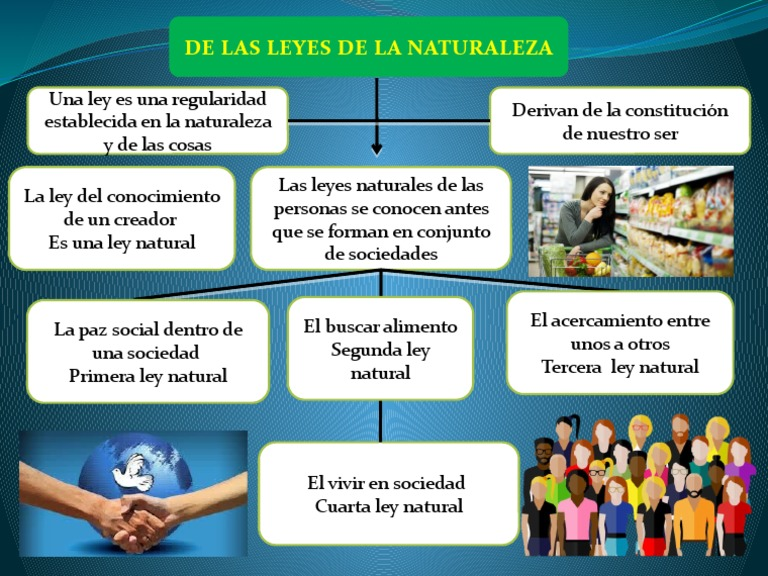 DE LAS LEYES DE LA NATURALEZA
Una ley es una regularidad
establecida en la naturaleza
y de las cosas
Derivan de la constitución
de nuestro ser
La ley del conocimiento
de un creador
Es una ley natural
Las leyes naturales de las
personas se conocen antes
que se forman en conjunto
de sociedades
La paz social dentro de
una sociedad
Primera ley natural
El buscar alimento
Segunda ley
natural
El acercamiento entre
unos a otros
Tercera ley natural
El vivir en sociedad
Cuarta ley natural